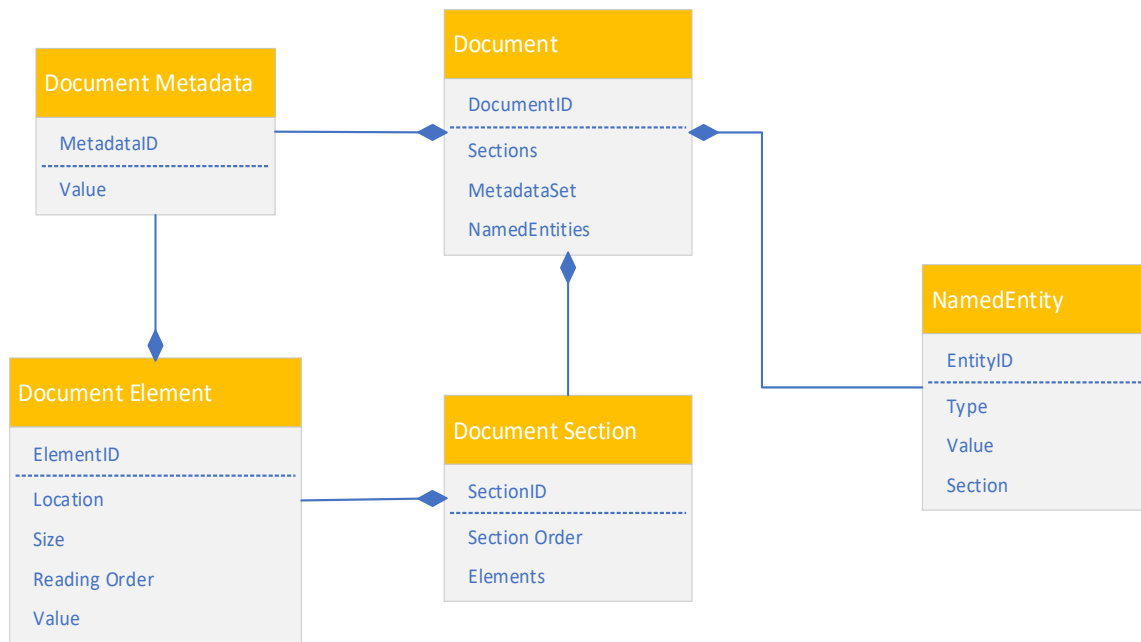 Document
DocumentID
Sections
MetadataSet
NamedEntities
Document Metadata
MetadataID
Value
NamedEntity
EntityID
Type
Value
Section
Document Element
ElementID
Location
Size
Reading Order
Value
Document Section
SectionID
Section Order
Elements